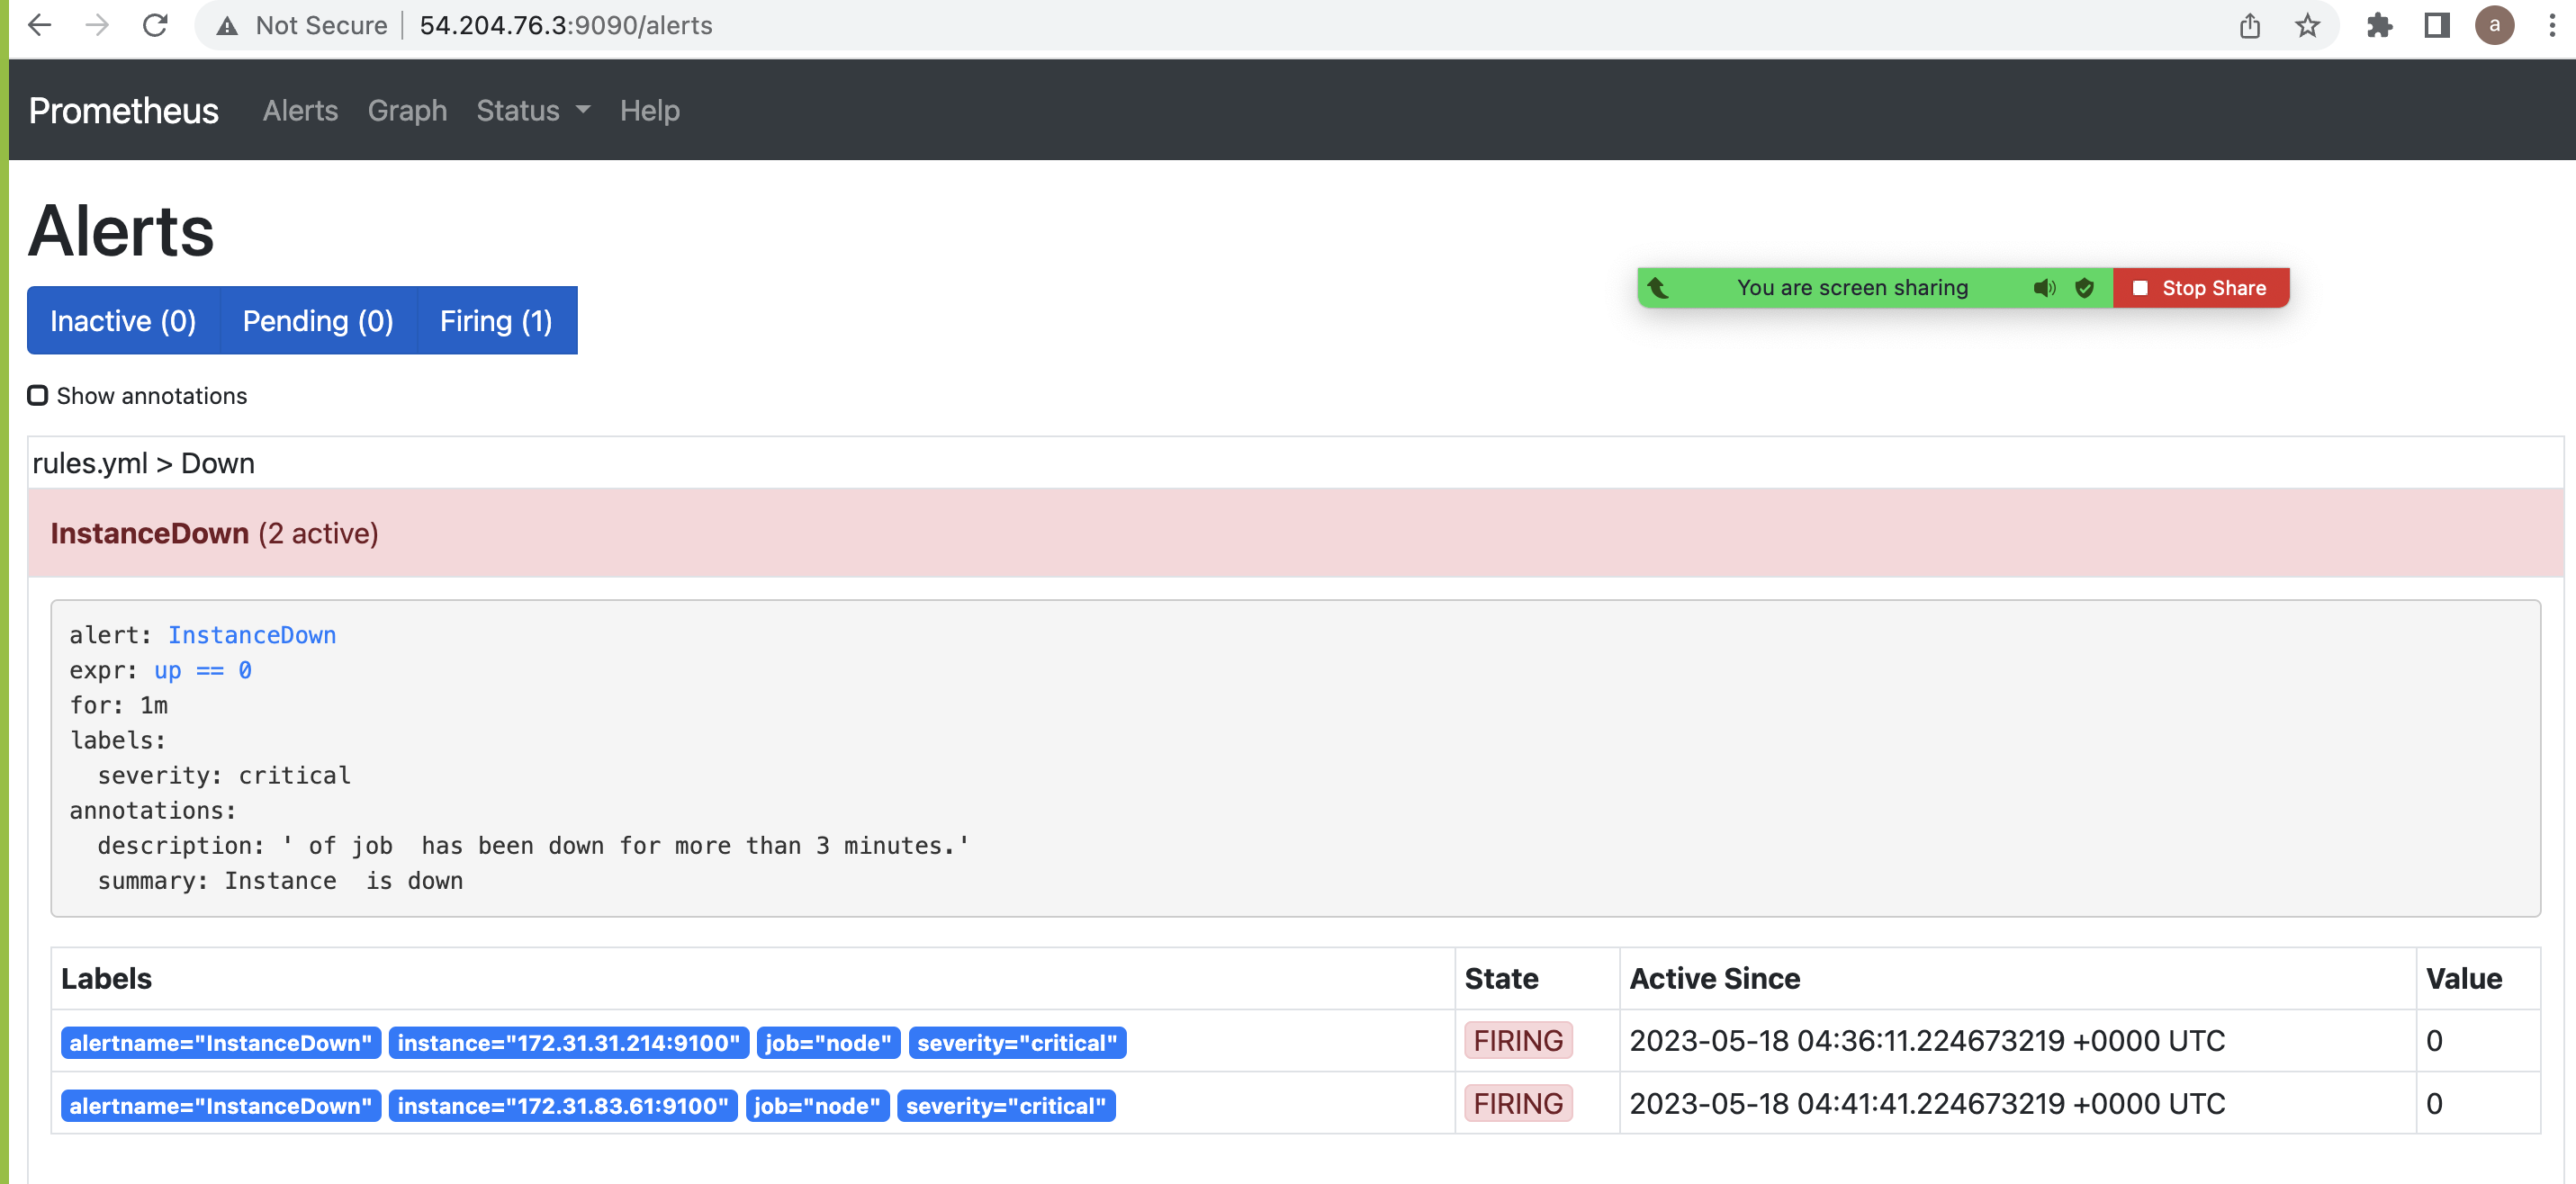 Not Secure 54.204.76.3:9090/alerts a
Prometheus Alerts Graph Status Help
Alerts
You are screen sharing Stop Share
Inactive (0) Pending (0) Firing (1)
Show annotations
rules.yml > Down
InstanceDown (2 active)
alert: InstanceDown
expr: up == 0
for: 1m
labels:
  severity: critical
annotations:
  description: ' of job  has been down for more than 3 minutes.'
  summary: Instance  is down
Labels State Active Since Value
alertname="InstanceDown" instance="172.31.31.214:9100" job="node" severity="critical" FIRING 2023-05-18 04:36:11.224673219 +0000 UTC 0
alertname="InstanceDown" instance="172.31.83.61:9100" job="node" severity="critical" FIRING 2023-05-18 04:41:41.224673219 +0000 UTC 0